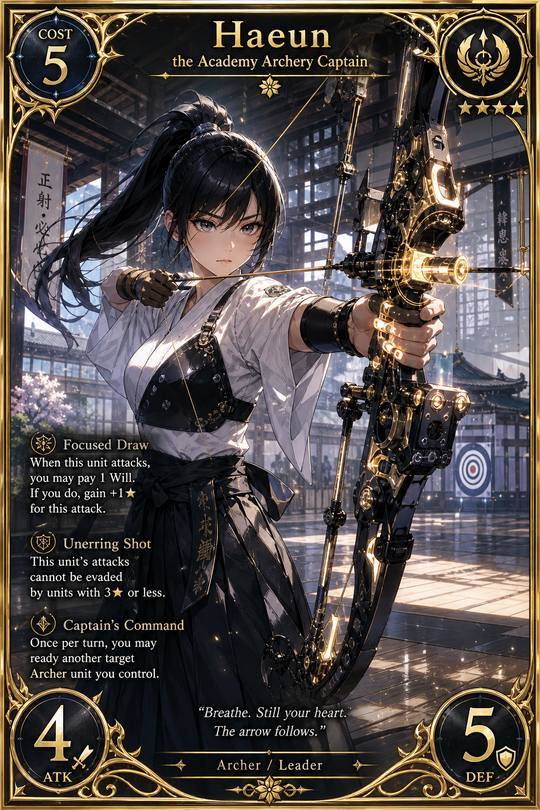 COST
5
Haeun
the Academy Archery Captain
★★★★
正射・必
Focused Draw
When this unit attacks,
you may pay 1 Will.
If you do, gain +1★
for this attack.
Unerring Shot
This unit's attacks
cannot be evaded
by units with 3★ or less.
Captain's Command
Once per turn, you may
ready another target
Archer unit you control.
“Breathe. Still your heart.
The arrow follows.”
4
ATK
Archer / Leader
5
DEF